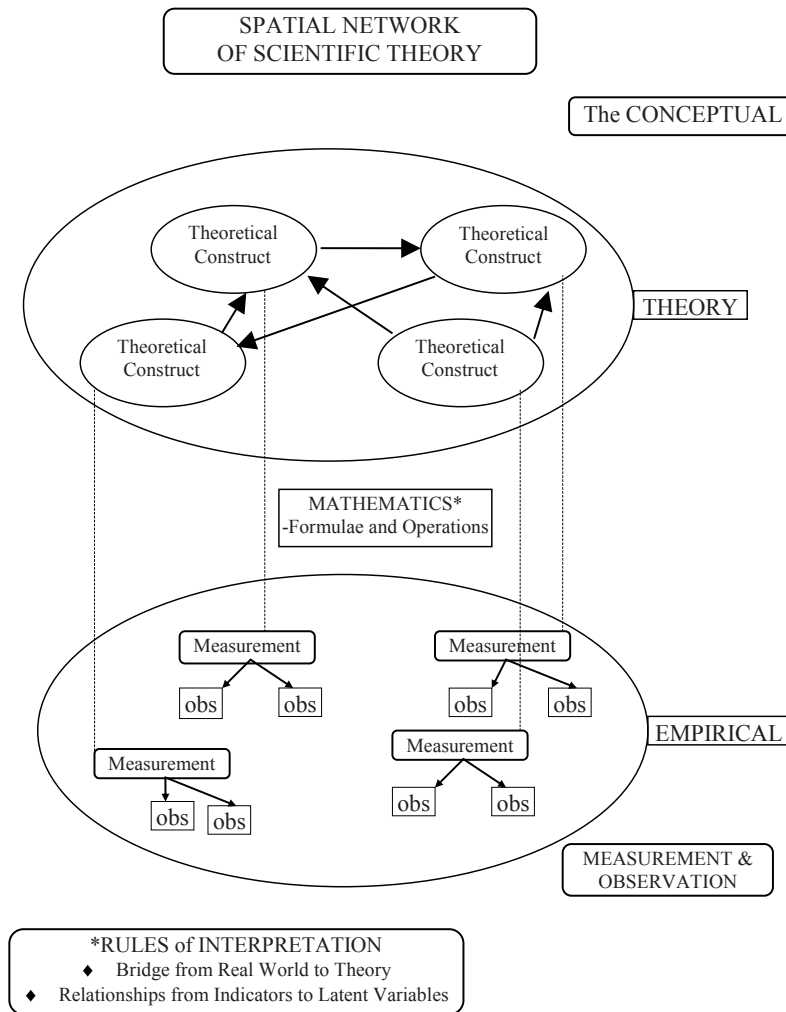 SPATIAL NETWORK
OF SCIENTIFIC THEORY
The CONCEPTUAL
Theoretical
Construct
Theoretical
Construct
THEORY
Theoretical
Construct
Theoretical
Construct
MATHEMATICS*
-Formulae and Operations
Measurement
Measurement
obs
obs
obs
obs
EMPIRICAL
Measurement
Measurement
obs
obs
obs
obs
MEASUREMENT &
OBSERVATION
*RULES of INTERPRETATION
♦ Bridge from Real World to Theory
♦ Relationships from Indicators to Latent Variables